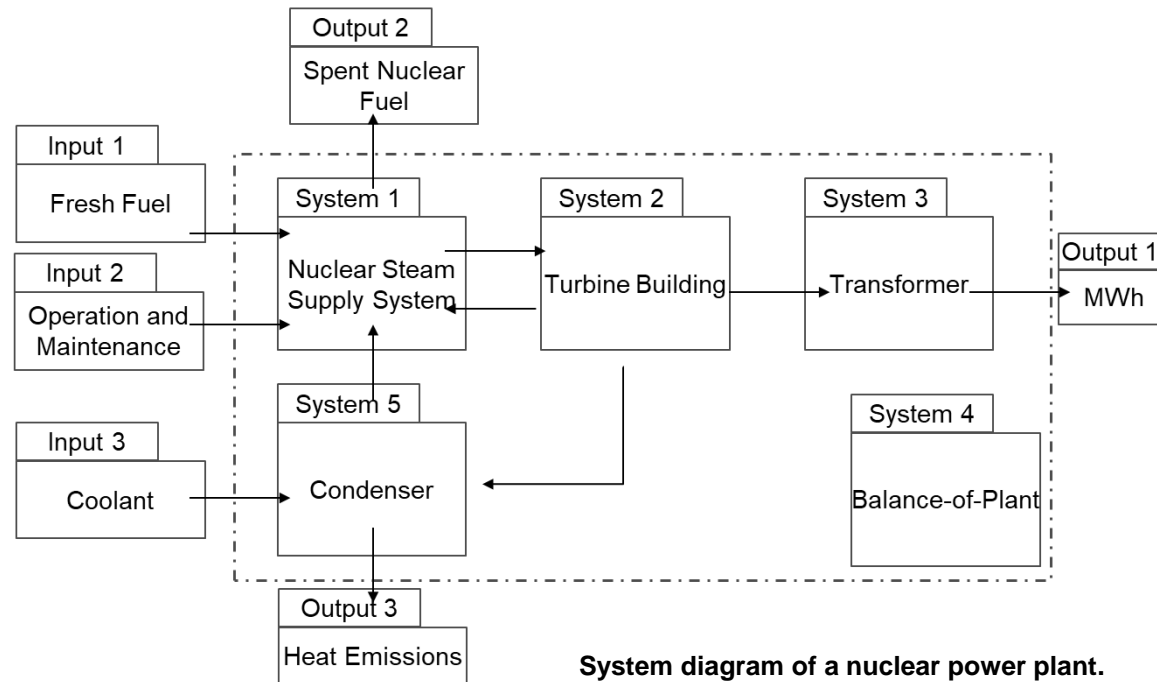 Output 2
Spent Nuclear
Fuel
Input 1
Fresh Fuel
System 1
Nuclear Steam
Supply System
System 2
Turbine Building
System 3
Transformer
Output 1
MWh
Input 2
Operation and
Maintenance
System 5
Condenser
System 4
Balance-of-Plant
Input 3
Coolant
Output 3
Heat Emissions
System diagram of a nuclear power plant.